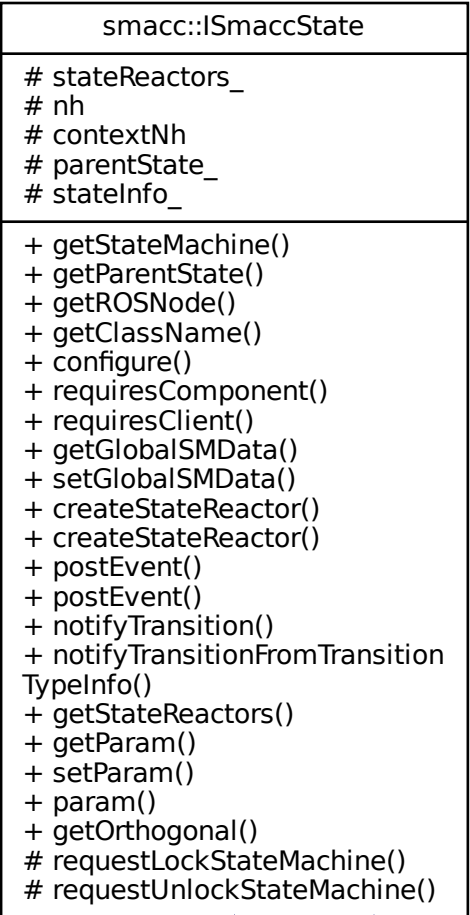 smacc::ISmaccState
# stateReactors_
# nh
# contextNh
# parentState_
# stateInfo_
+ getStateMachine()
+ getParentState()
+ getROSNode()
+ getClassName()
+ configure()
+ requiresComponent()
+ requiresClient()
+ getGlobalSMData()
+ setGlobalSMData()
+ createStateReactor()
+ createStateReactor()
+ postEvent()
+ postEvent()
+ notifyTransition()
+ notifyTransitionFromTransition
TypeInfo()
+ getStateReactors()
+ getParam()
+ setParam()
+ param()
+ getOrthogonal()
# requestLockStateMachine()
# requestUnlockStateMachine()